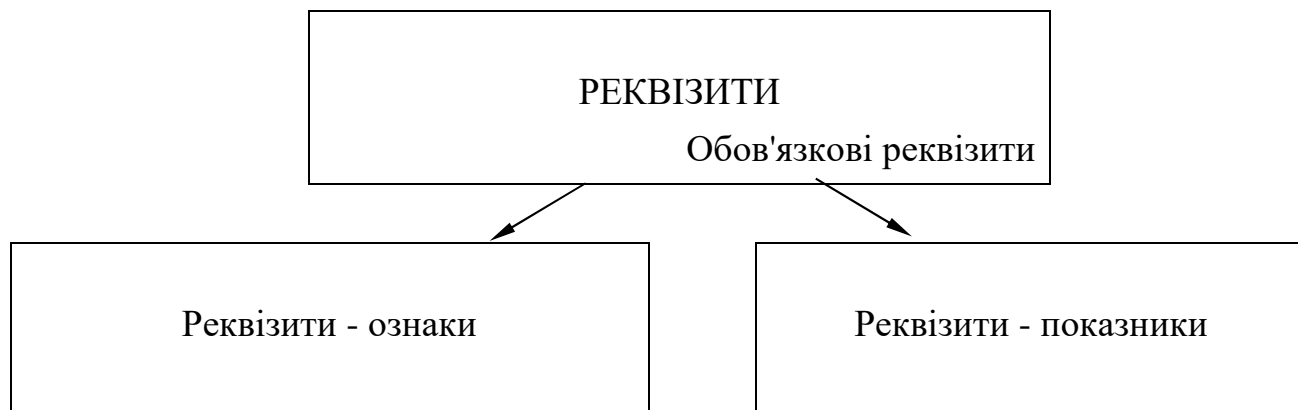 РЕКВІЗИТИ
Обов'язкові реквізити
Реквізити - ознаки
Реквізити - показники